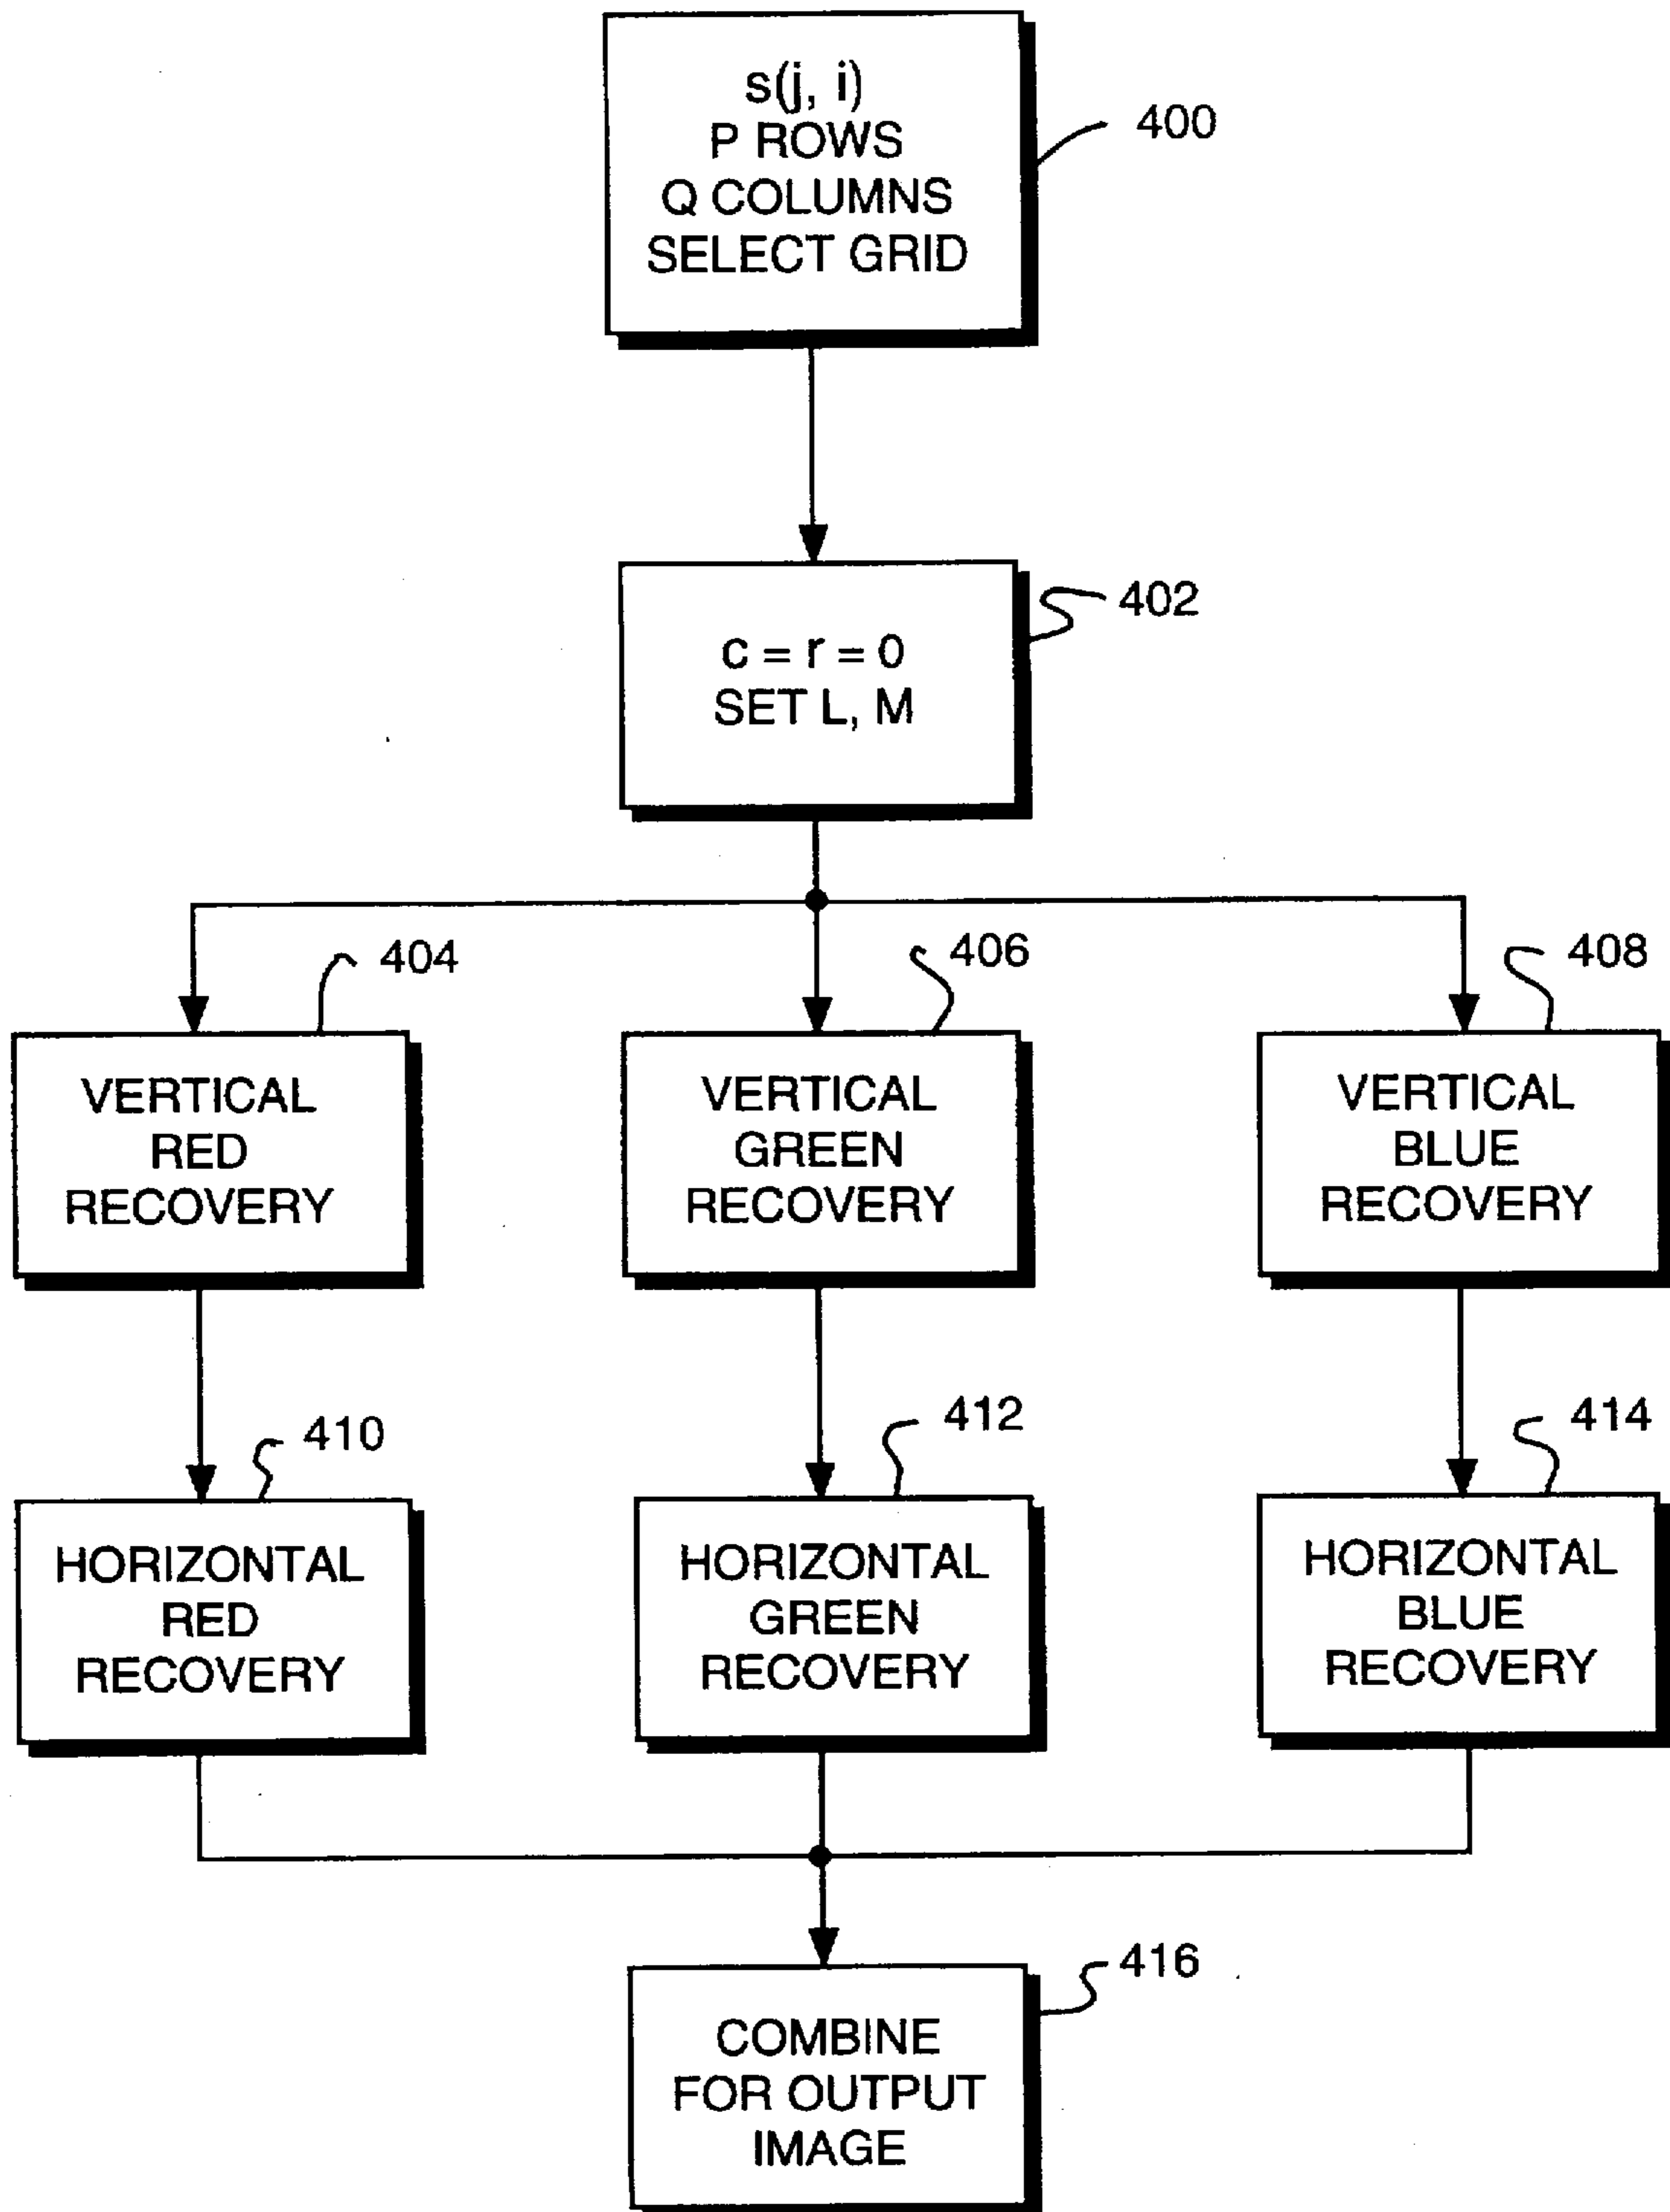 s(j, i)
P ROWS
Q COLUMNS
SELECT GRID
400
c = r = 0
SET L, M
402
404
406
408
VERTICAL
RED
RECOVERY
VERTICAL
GREEN
RECOVERY
VERTICAL
BLUE
RECOVERY
410
412
414
HORIZONTAL
RED
RECOVERY
HORIZONTAL
GREEN
RECOVERY
HORIZONTAL
BLUE
RECOVERY
416
COMBINE
FOR OUTPUT
IMAGE